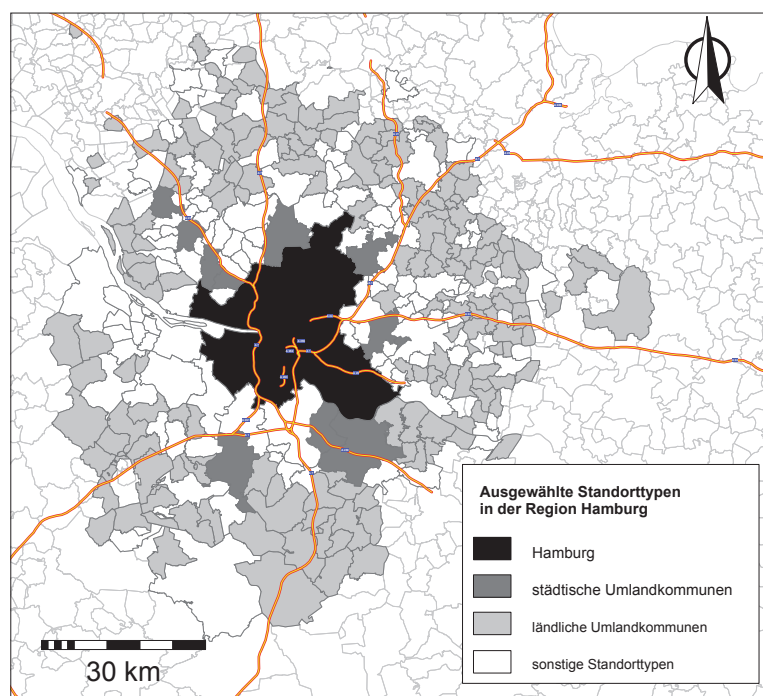 Ausgewählte Standorttypen
in der Region Hamburg
Hamburg
städtische Umlandkommunen
ländliche Umlandkommunen
sonstige Standorttypen
30 km